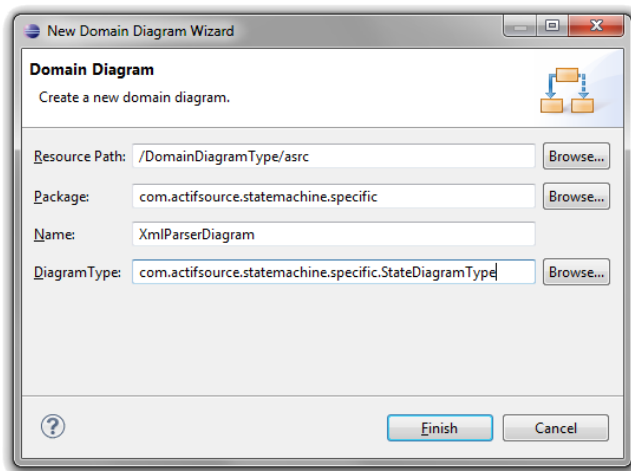 New Domain Diagram Wizard
Domain Diagram
Create a new domain diagram.
Resource Path: /DomainDiagramType/asrc Browse...
Package: com.actifsource.statemachine.specific Browse...
Name: XmlParserDiagram
DiagramType: com.actifsource.statemachine.specific.StateDiagramType Browse...
? Finish Cancel